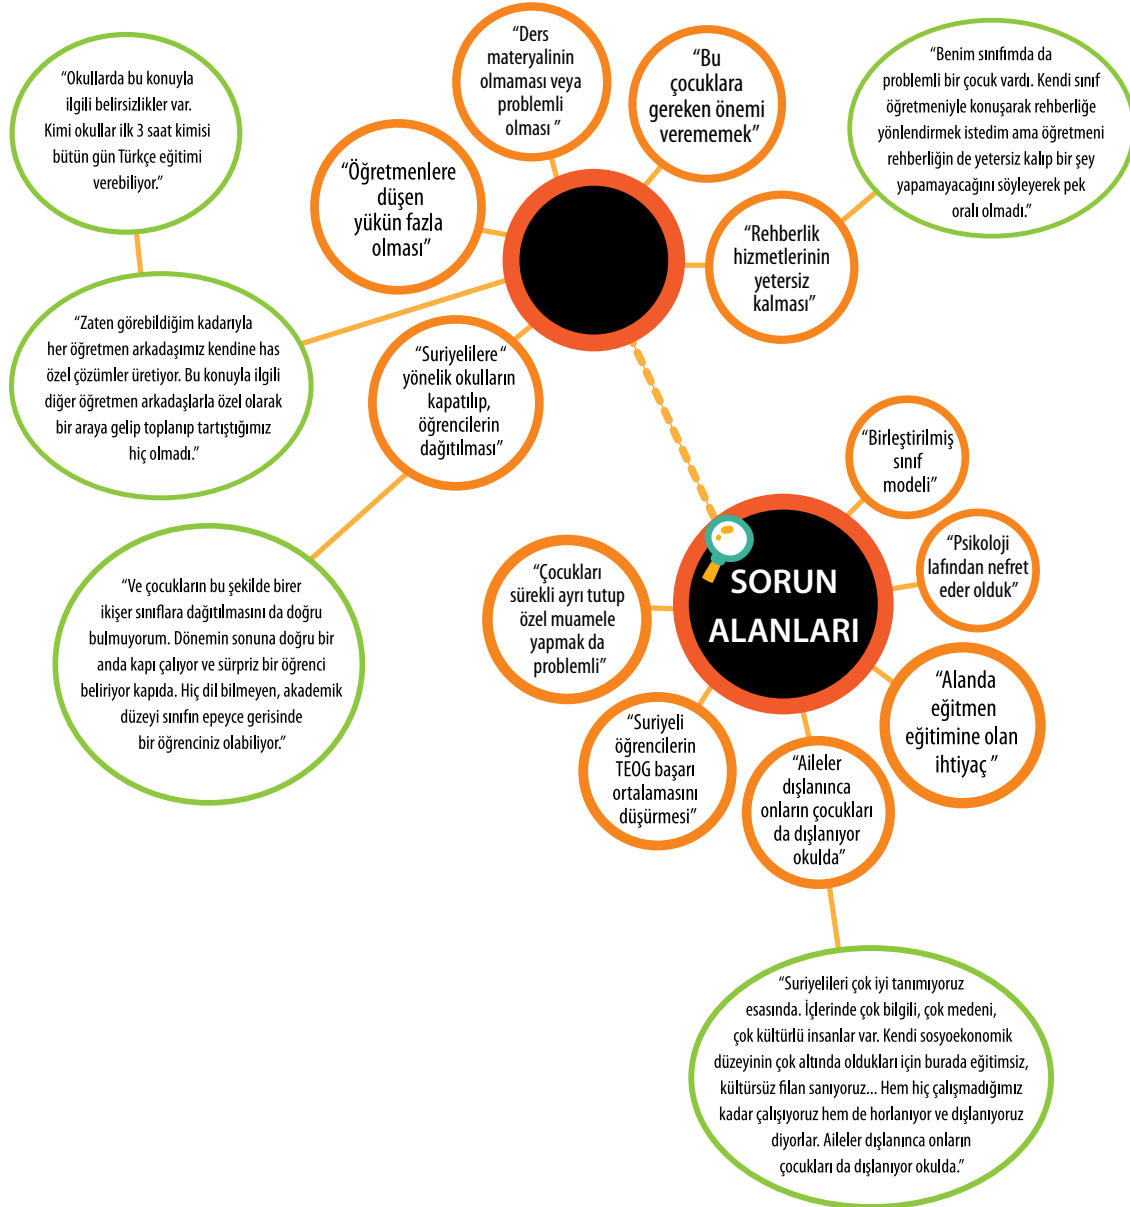 “Okullarda bu konuyla
ilgili belirsizlikler var.
Kimi okullar ilk 3 saat kimisi
bütün gün Türkçe eğitimi
verebiliyor.”
“Ders
materyalinin
olmaması veya
problemli
olması ”
“Bu
çocuklara
gereken önemi
verememek”
“Benim sınıfımda da
problemli bir çocuk vardı. Kendi sınıf
öğretmeniyle konuşarak rehberliğe
yönlendirmek istedim ama öğretmeni
rehberliğin de yetersiz kalıp bir şey
yapamayacağını söyleyerek pek
oralı olmadı.”
“Öğretmenlere
düşen
yükün fazla
olması”
“Rehberlik
hizmetlerinin
yetersiz
kalması”
“Zaten görebildiğim kadarıyla
her öğretmen arkadaşımız kendine has
özel çözümler üretiyor. Bu konuyla ilgili
diğer öğretmen arkadaşlarla özel olarak
bir araya gelip toplanıp tartıştığımız
hiç olmadı.”
“Suriyelilere “
yönelik okulların
kapatılıp,
öğrencilerin
dağıtılması”
“Birleştirilmiş
sınıf
modeli”
“Psikoloji
lafından nefret
eder olduk”
“Çocukları
sürekli ayrı tutup
özel muamele
yapmak da
problemli”
SORUN
ALANLARI
“Ve çocukların bu şekilde birer
ikişer sınıflara dağıtılmasını da doğru
bulmuyorum. Dönemin sonuna doğru bir
anda kapı çalıyor ve sürpriz bir öğrenci
beliriyor kapıda. Hiç dil bilmeyen, akademik
düzeyi sınıfın epeyce gerisinde
bir öğrenciniz olabiliyor.”
“Alanda
eğitmen
eğitimine olan
ihtiyaç ”
“Suriyeli
öğrencilerin
TEOG başarı
ortalamasını
düşürmesi”
“Aileler
dışlanınca
onların çocukları
da dışlanıyor
okulda”
“Suriyelileri çok iyi tanımıyoruz
esasında. İçlerinde çok bilgili, çok medeni,
çok kültürlü insanlar var. Kendi sosyoekonomik
düzeyinin çok altında oldukları için burada eğitimsiz,
kültürsüz filan sanıyoruz... Hem hiç çalışmadığımız
kadar çalışıyoruz hem de horlanıyor ve dışlanıyoruz
diyorlar. Aileler dışlanınca onların
çocukları da dışlanıyor okulda.”